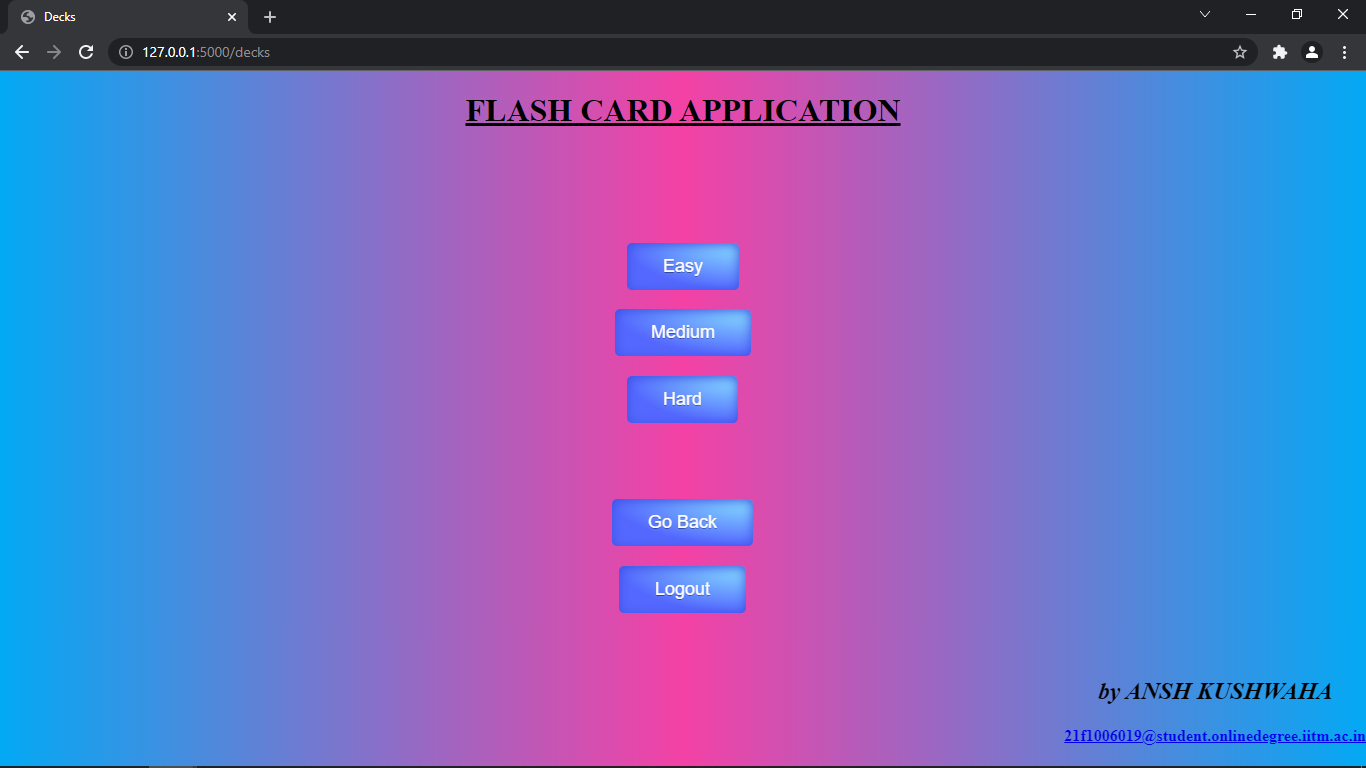 Decks
127.0.0.1:5000/decks
FLASH CARD APPLICATION
Easy
Medium
Hard
Go Back
Logout
by ANSH KUSHWAHA
21f1006019@student.onlinedegree.iitm.ac.in